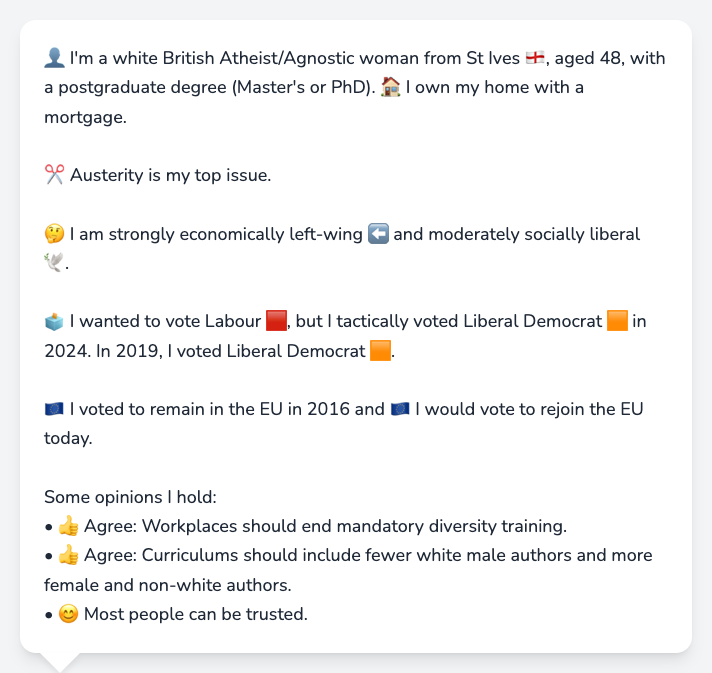 👤 I'm a white British Atheist/Agnostic woman from St Ives 🏴󠁧󠁢󠁥󠁮󠁧󠁿, aged 48, with
a postgraduate degree (Master's or PhD). 🏠 I own my home with a
mortgage.
✂️ Austerity is my top issue.
🤔 I am strongly economically left-wing ⬅️ and moderately socially liberal
🕊️.
🗳️ I wanted to vote Labour 🟥, but I tactically voted Liberal Democrat 🟧 in
2024. In 2019, I voted Liberal Democrat 🟧.
🇪🇺 I voted to remain in the EU in 2016 and 🇪🇺 I would vote to rejoin the EU
today.
Some opinions I hold:
• 👍 Agree: Workplaces should end mandatory diversity training.
• 👍 Agree: Curriculums should include fewer white male authors and more
female and non-white authors.
• 😊 Most people can be trusted.